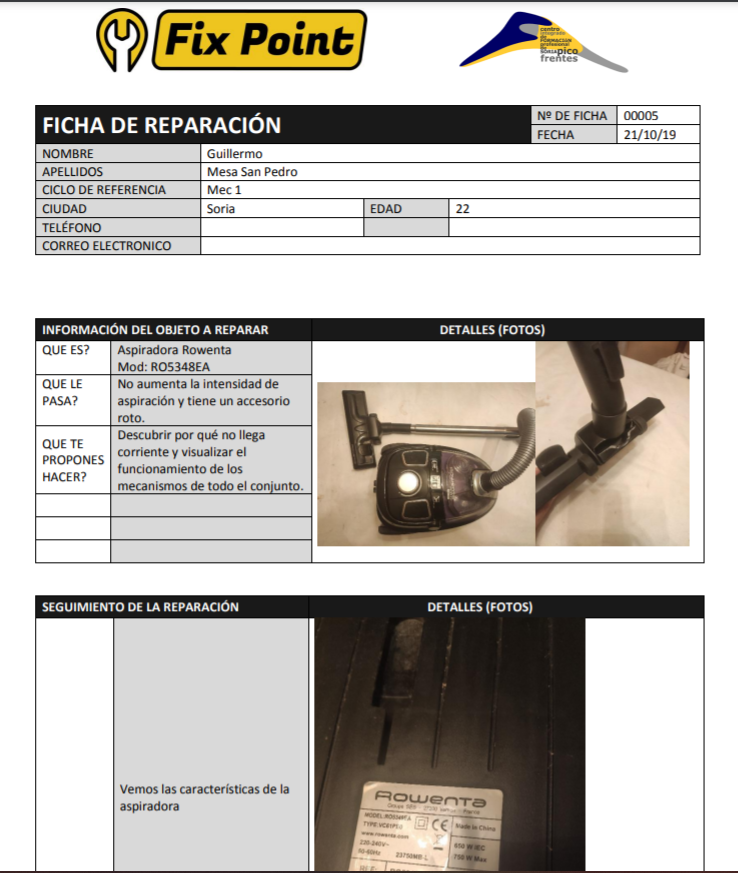 Fix Point
centro
integrado
de
FORMACIÓN
profesional
DE
SORIA pico
frentes
FICHA DE REPARACIÓN
Nº DE FICHA 00005
FECHA 21/10/19
NOMBRE Guillermo
APELLIDOS Mesa San Pedro
CICLO DE REFERENCIA Mec 1
CIUDAD Soria EDAD 22
TELÉFONO
CORREO ELECTRONICO
INFORMACIÓN DEL OBJETO A REPARAR DETALLES (FOTOS)
QUE ES? Aspiradora Rowenta
Mod: RO5348EA
QUE LE PASA? No aumenta la intensidad de
aspiración y tiene un accesorio
roto.
QUE TE PROPONES HACER? Descubrir por qué no llega
corriente y visualizar el
funcionamiento de los
mecanismos de todo el conjunto.
SEGUIMIENTO DE LA REPARACIÓN DETALLES (FOTOS)
Vemos las características de la
aspiradora
ROWENTA
MODEL
TYPE
CE
Made in China
www.rowenta.com
220-240V~
650 W IEC
50-60Hz
750 W Max